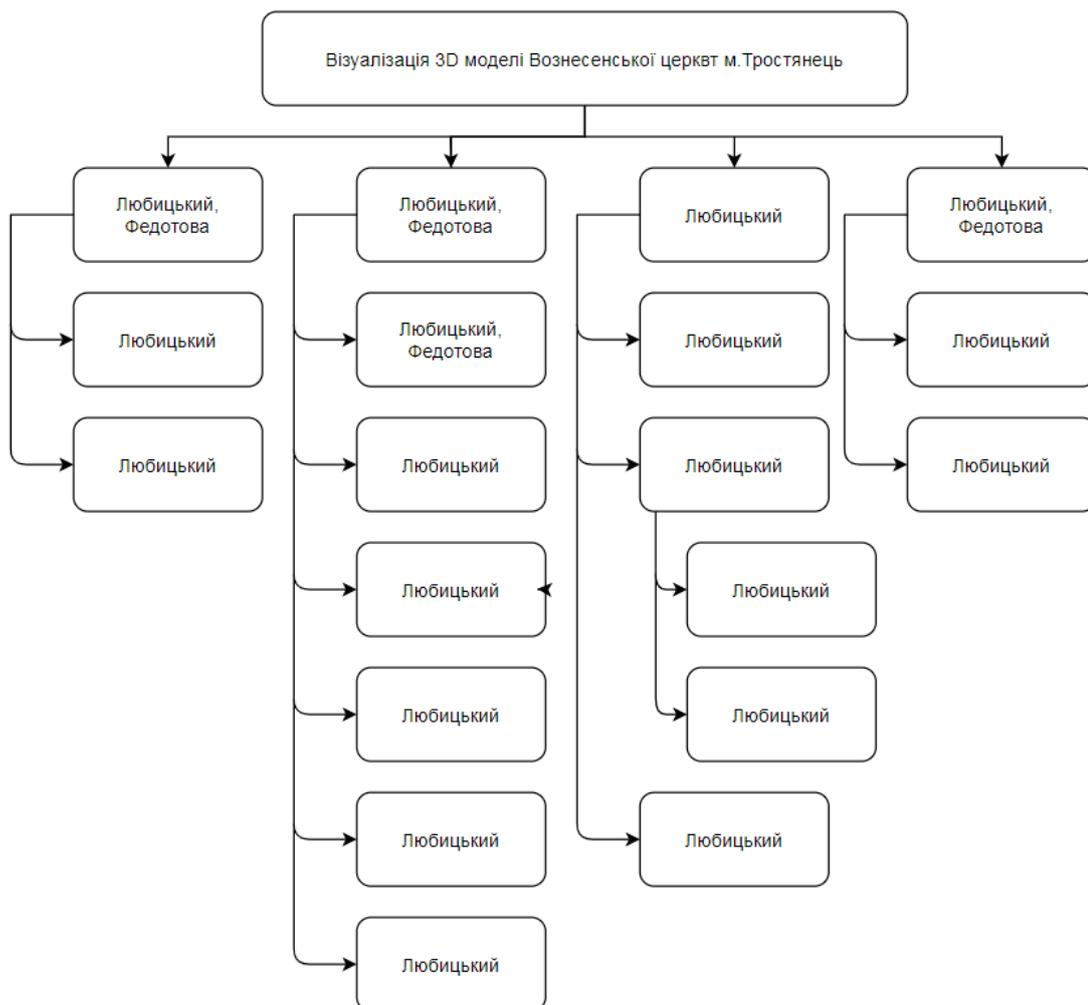 Візуалізація 3D моделі Вознесенської церквт м.Тростянець
Любицький,
Федотова
Любицький
Любицький
Любицький,
Федотова
Любицький,
Федотова
Любицький
Любицький
Любицький
Любицький
Любицький
Любицький
Любицький
Любицький
Любицький
Любицький
Любицький
Любицький,
Федотова
Любицький
Любицький